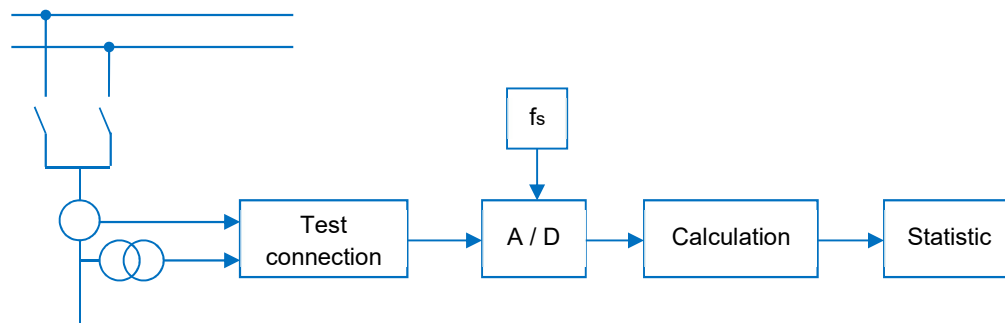 fs
Test
connection
A / D
Calculation
Statistic